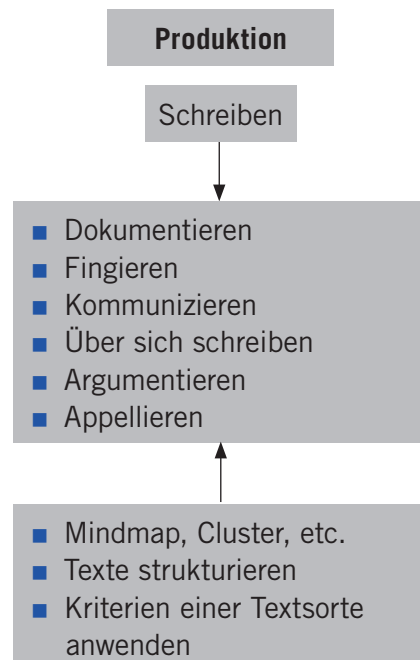 Produktion
Schreiben
■ Dokumentieren
■ Fingieren
■ Kommunizieren
■ Über sich schreiben
■ Argumentieren
■ Appellieren
■ Mindmap, Cluster, etc.
■ Texte strukturieren
■ Kriterien einer Textsorte
anwenden